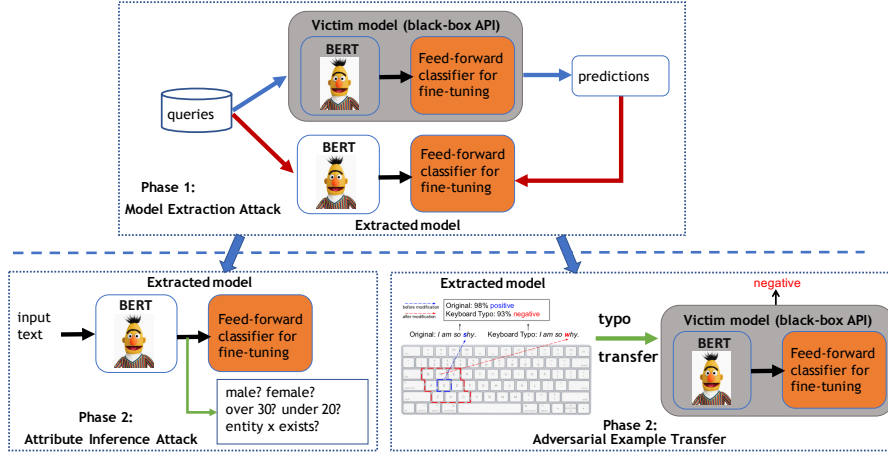 Victim model (black-box API)
BERT
Feed-forward
classifier for
fine-tuning
predictions
queries
BERT
Feed-forward
classifier for
fine-tuning
Phase 1:
Model Extraction Attack
Extracted model
Extracted model
input
text
BERT
Feed-forward
classifier for
fine-tuning
male? female?
over 30? under 20?
entity x exists?
Phase 2:
Attribute Inference Attack
Extracted model
before modification
after modification
Original: 98% positive
Keyboard Typo: 93% negative
Original: I am so shy.
Keyboard Typo: I am so why.
typo
transfer
negative
Victim model (black-box API)
BERT
Feed-forward
classifier for
fine-tuning
Phase 2:
Adversarial Example Transfer